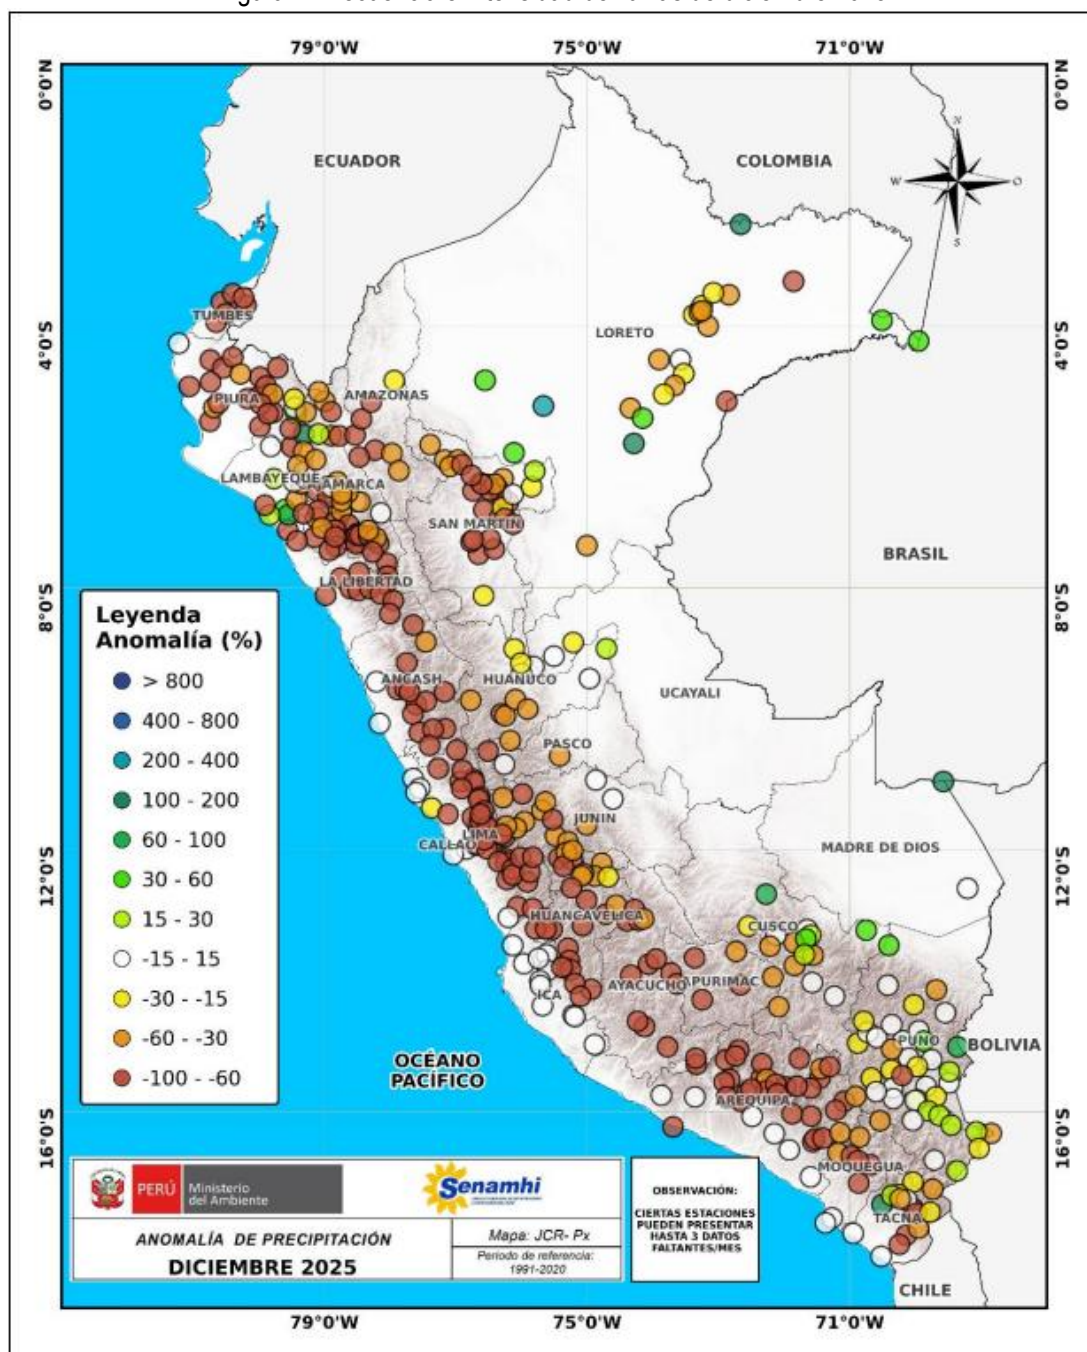 79°0'W 75°0'W 71°0'W
0°0'N 0°0'N
ECUADOR
COLOMBIA
N
W O
S
TUMBES
4°0'S 4°0'S
LORETO
PIURA
AMAZONAS
LAMBAYEQUE
AMARCA
SAN MARTIN
BRASIL
LA LIBERTAD
8°0'S 8°0'S
Leyenda
Anomalía (%)
> 800
400 - 800
200 - 400
100 - 200
60 - 100
30 - 60
15 - 30
-15 - 15
-30 - -15
-60 - -30
-100 - -60
ANCASH
HUANUCO
UCAYALI
PASCO
JUNIN
LIMA
CALLAO
MADRE DE DIOS
12°0'S 12°0'S
HUANCAVELICA
CUSCO
AYACUCHO
APURIMAC
ICA
PUNO
BOLIVIA
OCÉANO
PACÍFICO
AREQUIPA
16°0'S 16°0'S
MOQUEGUA
TACNA
CHILE
PERÚ
Ministerio
del Ambiente
Senamhi
ANOMALÍA DE PRECIPITACIÓN
DICIEMBRE 2025
Mapa: JCR- Px
Periodo de referencia:
1991-2020
OBSERVACIÓN:
CIERTAS ESTACIONES
PUEDEN PRESENTAR
HASTA 3 DATOS
FALTANTES/MES
79°0'W 75°0'W 71°0'W